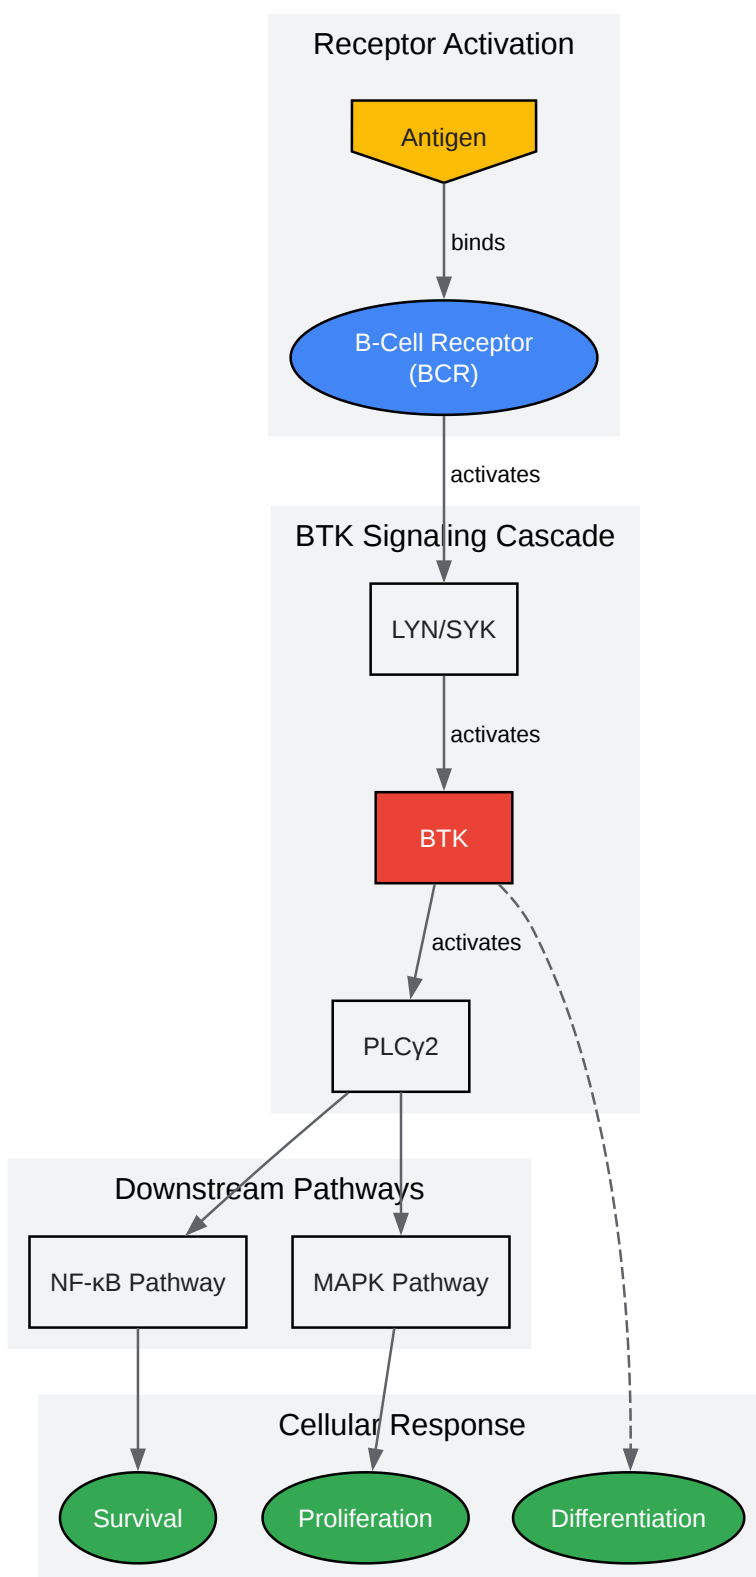 Receptor Activation
Antigen
binds
B-Cell Receptor
(BCR)
activates
BTK Signaling Cascade
LYN/SYK
activates
BTK
activates
PLCγ2
Downstream Pathways
NF-κB Pathway
MAPK Pathway
Cellular Response
Survival
Proliferation
Differentiation